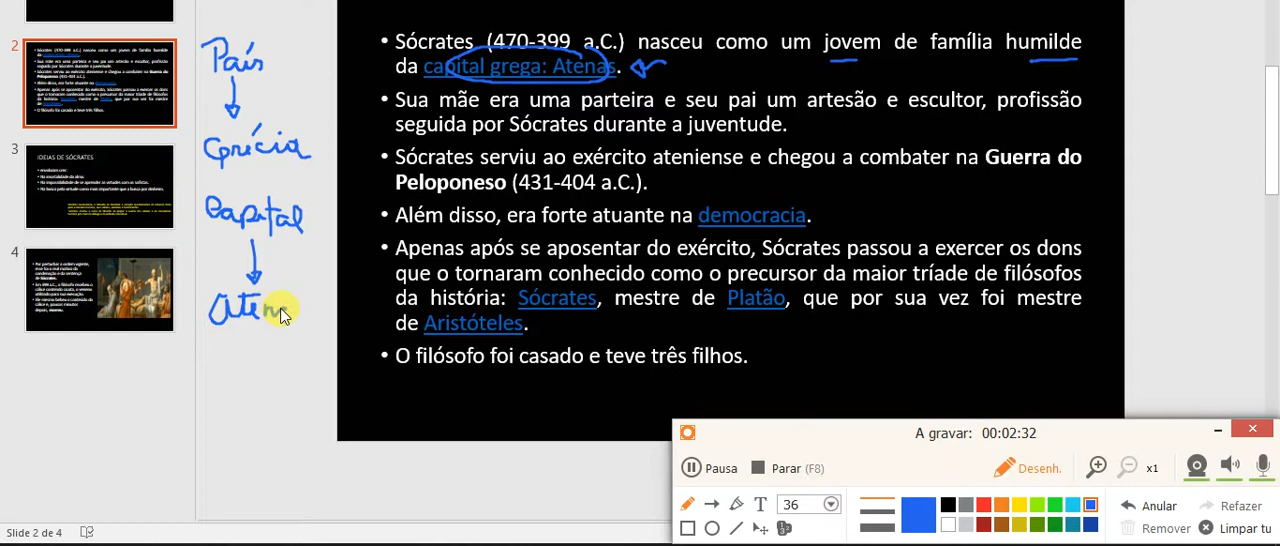 2
Sócrates (470-399 a.C.) nasceu como um jovem de família humilde
da capital grega: Atenas.
Sua mãe era uma parteira e seu pai um artesão e escultor, profissão
seguida por Sócrates durante a juventude.
Sócrates serviu ao exército ateniense e chegou a combater na Guerra do
Peloponeso (431-404 a.C.).
Além disso, era forte atuante na democracia.
Apenas após se aposentar do exército, Sócrates passou a exercer os dons
que o tornaram conhecido como o precursor da maior tríade de filósofos
da história: Sócrates, mestre de Platão, que por sua vez foi mestre
de Aristóteles.
O filósofo foi casado e teve três filhos.
País
Grécia
Capital
Aten
3
IDEIAS DE SÓCRATES
4
A gravar: 00:02:32
Pausa Parar (F8) Desenh. x1
T 36 Anular Refazer
Remover Limpar tu
Slide 2 de 4